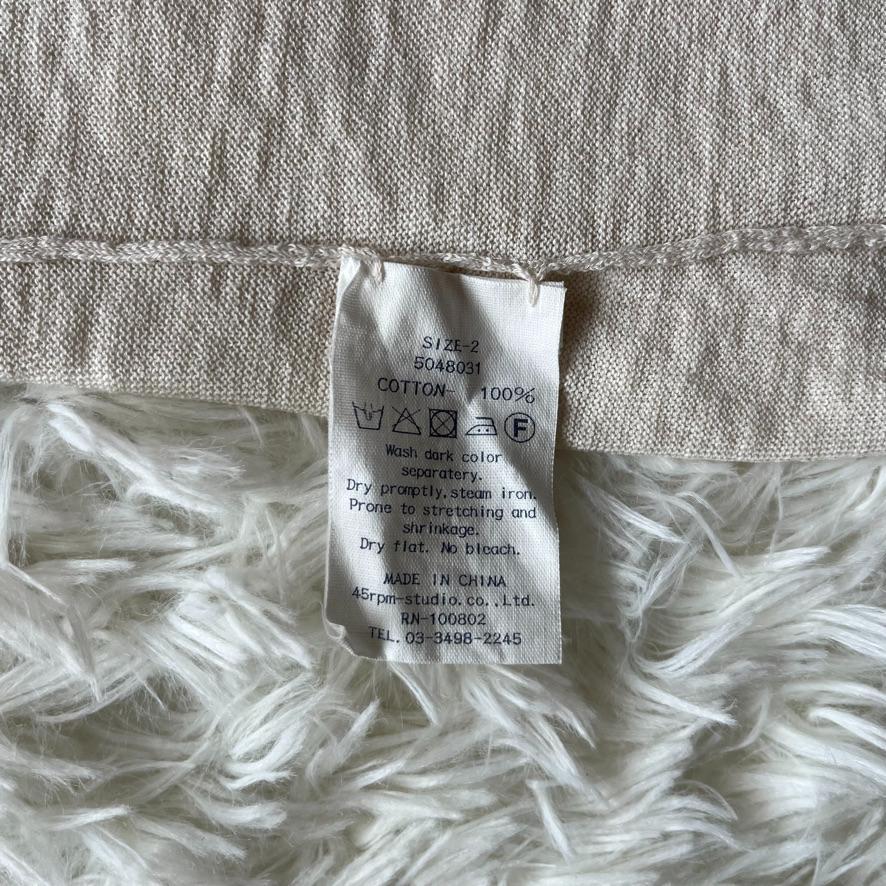 SIZE-2
5048031
COTTON- 100%
F
Wash dark color
separatery.
Dry promptly,steam iron.
Prone to stretching and
shrinkage.
Dry flat. No bleach.
MADE IN CHINA
45rpm-studio.co.,Ltd.
RN-100802
TEL.03-3498-2245